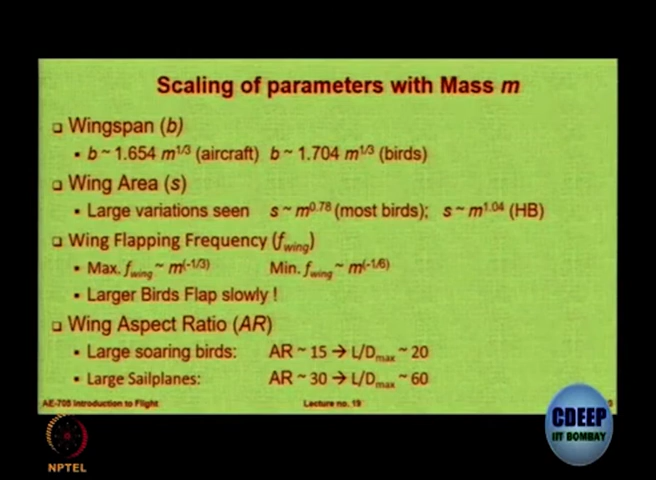 Scaling of parameters with Mass m
❑ Wingspan (b)
▪ b ~ 1.654 m^1/3 (aircraft) b ~ 1.704 m^1/3 (birds)
❑ Wing Area (s)
▪ Large variations seen s ~ m^0.78 (most birds); s ~ m^1.04 (HB)
❑ Wing Flapping Frequency (f_wing)
▪ Max. f_wing ~ m^(-1/3) Min. f_wing ~ m^(-1/6)
▪ Larger Birds Flap slowly !
❑ Wing Aspect Ratio (AR)
▪ Large soaring birds: AR ~ 15 → L/D_max ~ 20
▪ Large Sailplanes: AR ~ 30 → L/D_max ~ 60
AE-705 Introduction to Flight Lecture no. 19
CDEEP
IIT BOMBAY
NPTEL